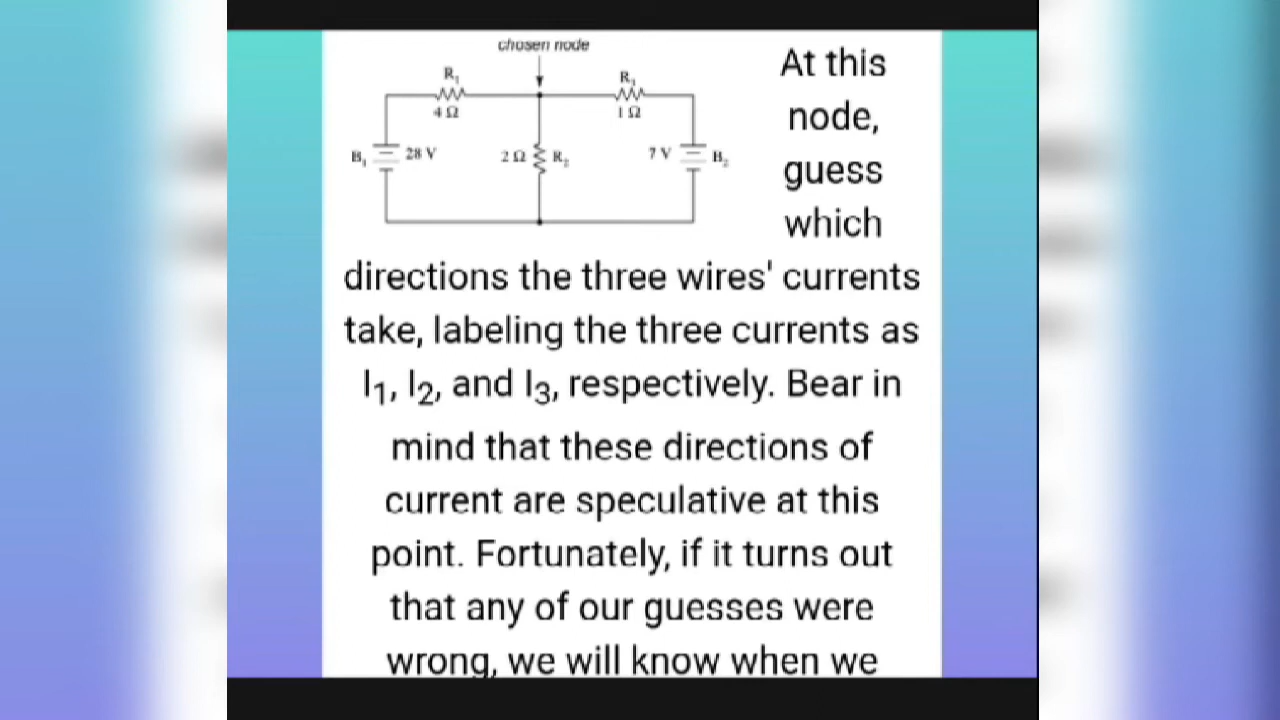 chosen node
R₁
4 Ω
R₃
1 Ω
B₁
28 V
2 Ω
R₂
7 V
B₂
At this
node,
guess
which
directions the three wires' currents
take, labeling the three currents as
I₁, I₂, and I₃, respectively. Bear in
mind that these directions of
current are speculative at this
point. Fortunately, if it turns out
that any of our guesses were
wrong, we will know when we